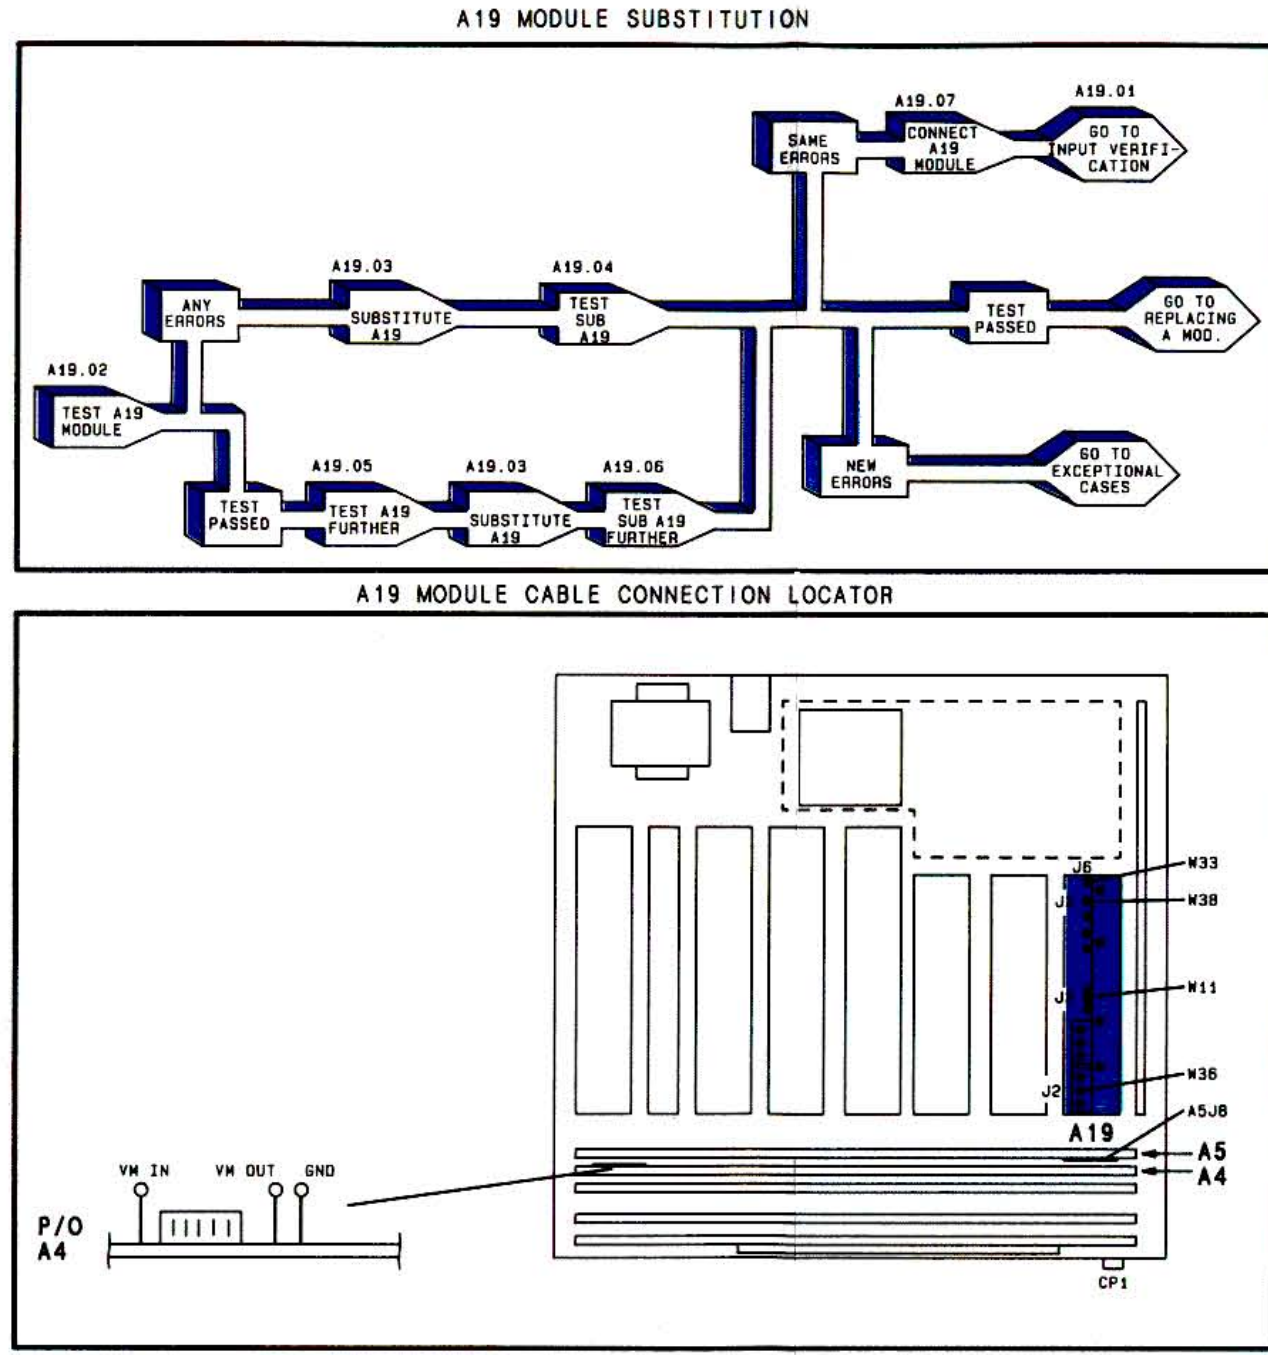 A19 MODULE SUBSTITUTION
A19.07
A19.01
SAME
ERRORS
CONNECT
A19
MODULE
GO TO
INPUT VERIFI-
CATION
A19.03
A19.04
ANY
ERRORS
SUBSTITUTE
A19
TEST
SUB
A19
TEST
PASSED
GO TO
REPLACING
A MOD.
A19.02
TEST A19
MODULE
A19.05
A19.03
A19.06
TEST
PASSED
TEST A19
FURTHER
SUBSTITUTE
A19
TEST
SUB A19
FURTHER
NEW
ERRORS
GO TO
EXCEPTIONAL
CASES
A19 MODULE CABLE CONNECTION LOCATOR
J6
W33
W38
W11
J2
W36
A5J8
A19
A5
A4
VM IN
VM OUT
GND
P/O
A4
CP1